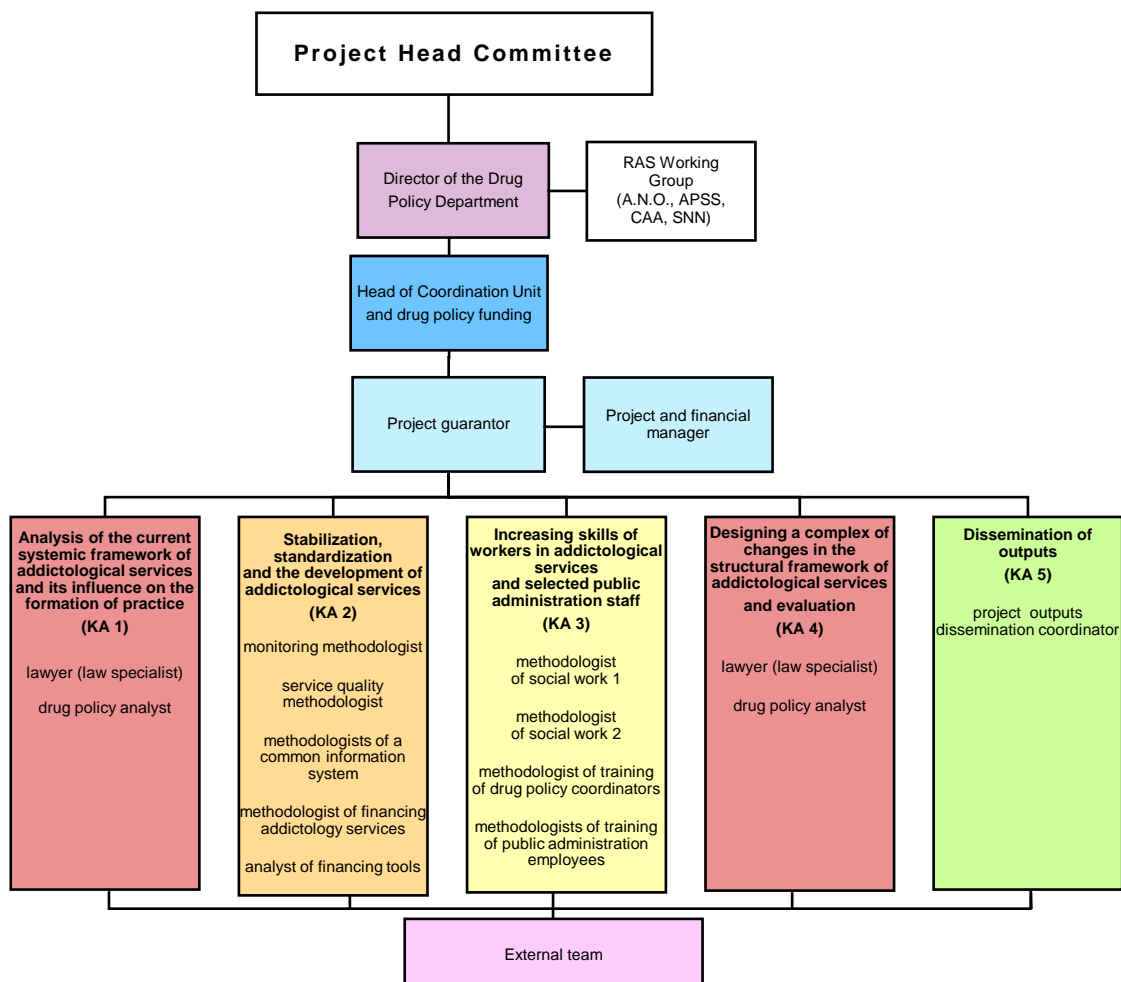 Project Head Committee
Director of the Drug
Policy Department
RAS Working
Group
(A.N.O., APSS,
CAA, SNN)
Head of Coordination Unit
and drug policy funding
Project guarantor
Project and financial
manager
Analysis of the current
systemic framework of
addictological services
and its influence on the
formation of practice
(KA 1)
lawyer (law specialist)
drug policy analyst
Stabilization,
standardization
and the development of
addictological services
(KA 2)
monitoring methodologist
service quality
methodologist
methodologists of a
common information
system
methodologist of financing
addictology services
analyst of financing tools
Increasing skills of
workers in addictological
services
and selected public
administration staff
(KA 3)
methodologist
of social work 1
methodologist
of social work 2
methodologist of training
of drug policy coordinators
methodologists of training
of public administration
employees
Designing a complex of
changes in the
structural framework of
addictological services
and evaluation
(KA 4)
lawyer (law specialist)
drug policy analyst
Dissemination of
outputs
(KA 5)
project outputs
dissemination coordinator
External team